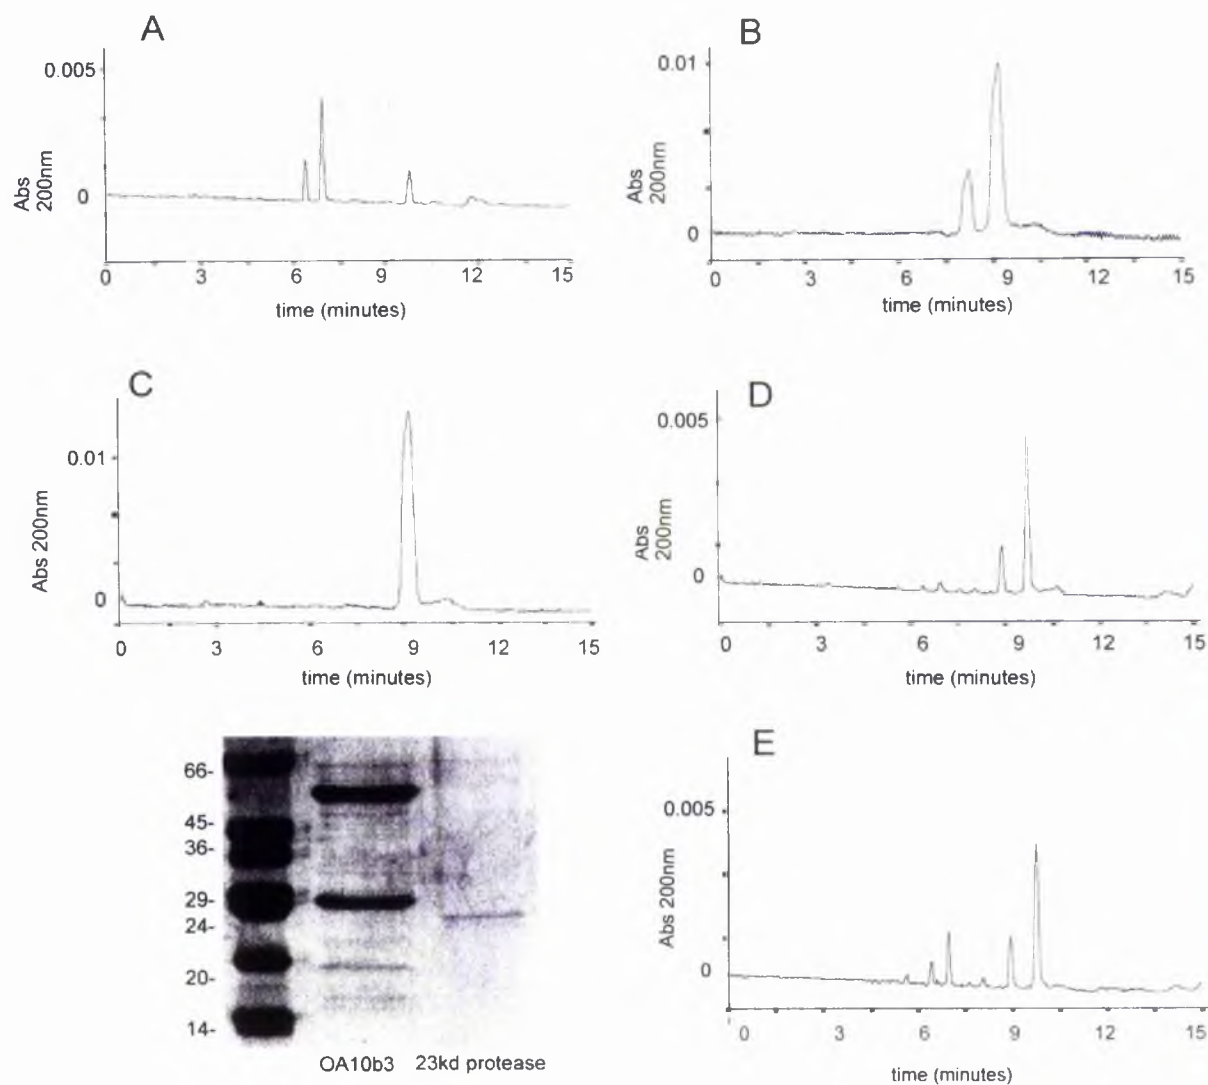 A
0.005
0
Abs
200nm
0 3 6 9 12 15
time (minutes)
B
0.01
0
Abs
200nm
0 3 6 9 12 15
time (minutes)
C
0.01
0
Abs 200nm
0 3 6 9 12 15
time (minutes)
D
0.005
0
Abs
200nm
0 3 6 9 12 15
time (minutes)
66-
45-
36-
29-
24-
20-
14-
OA10b3 23kd protease
E
0.005
0
Abs 200nm
0 3 6 9 12 15
time (minutes)